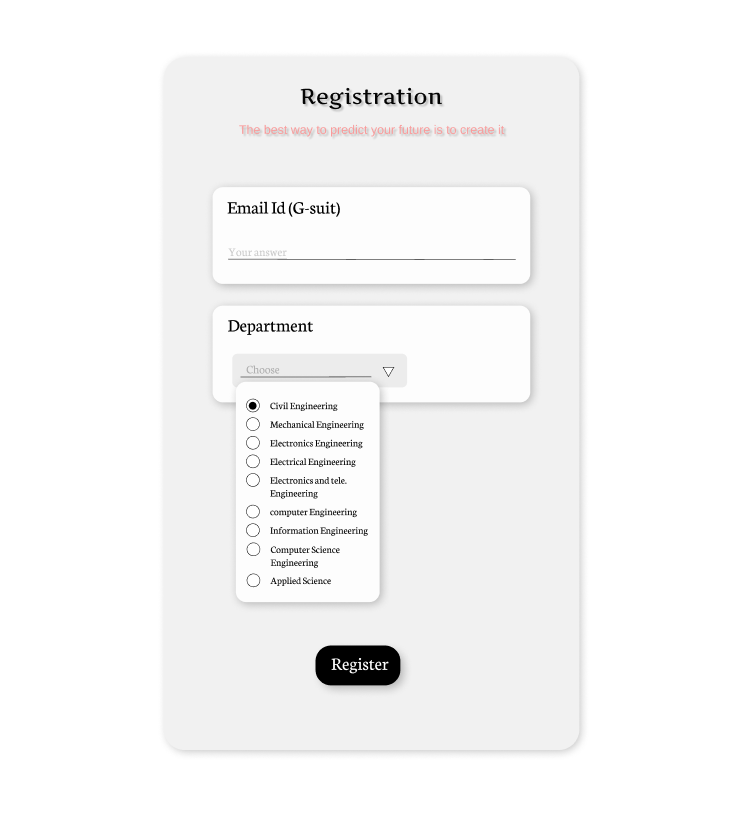 Registration
The best way to predict your future is to create it
Email Id (G-suit)
Your answer
Department
Choose
Civil Engineering
Mechanical Engineering
Electronics Engineering
Electrical Engineering
Electronics and tele.
Engineering
computer Engineering
Information Engineering
Computer Science
Engineering
Applied Science
Register